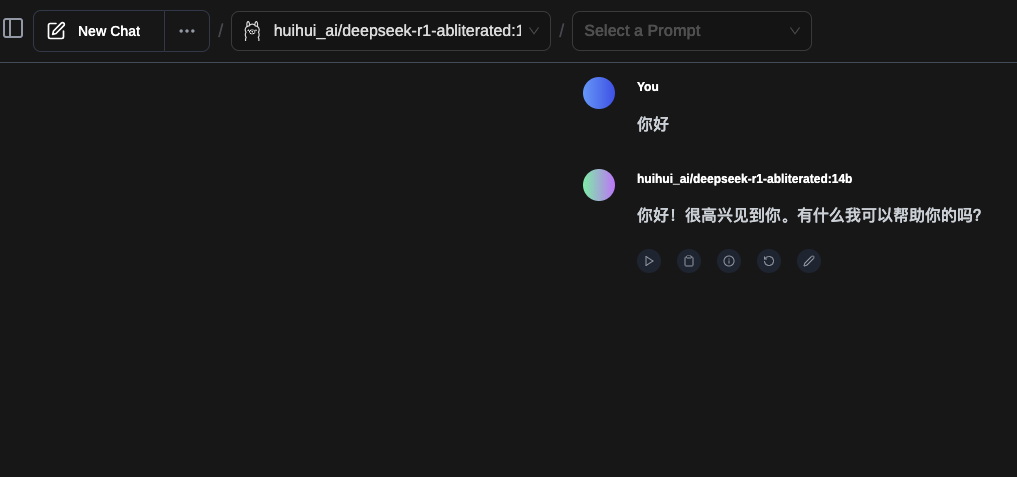 New Chat
/
huihui_ai/deepseek-r1-abliterated:1
/
Select a Prompt
You
你好
huihui_ai/deepseek-r1-abliterated:14b
你好！很高兴见到你。有什么我可以帮助你的吗?